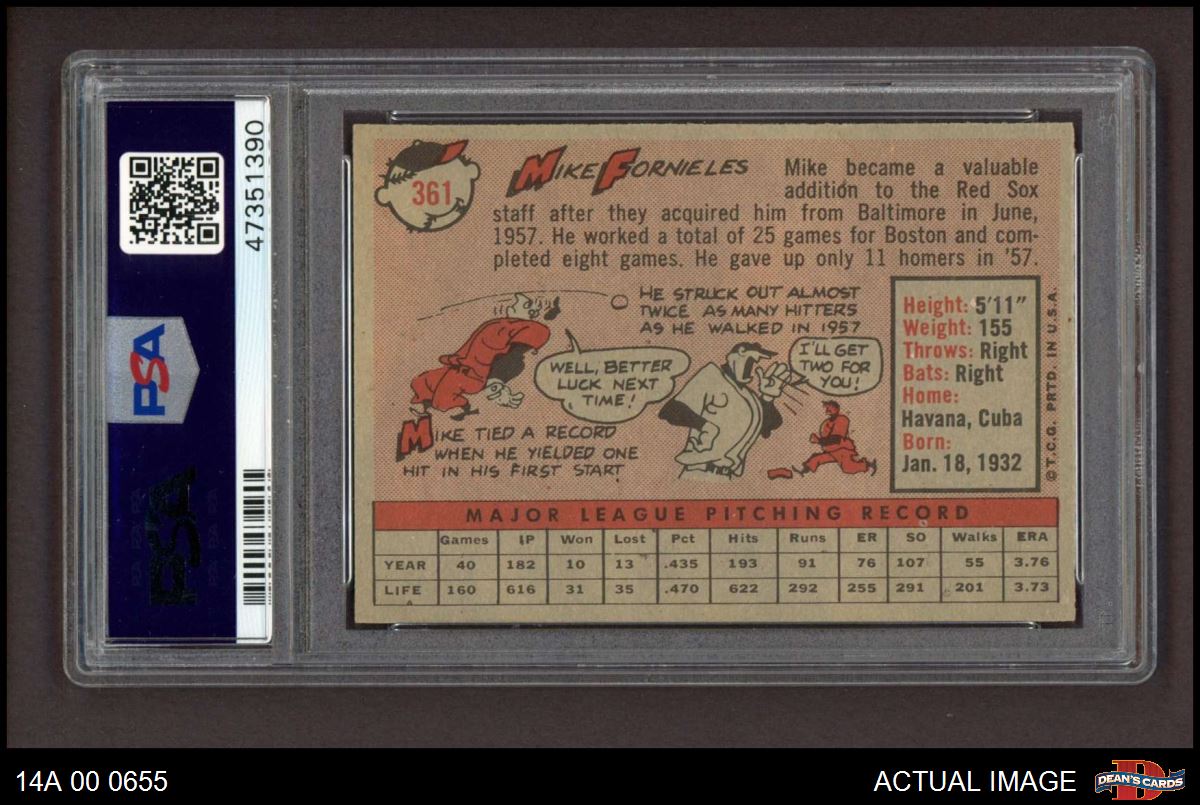 PSA
47351390
PSA
361
MIKE FORNIELES
Mike became a valuable
addition to the Red Sox
staff after they acquired him from Baltimore in June,
1957. He worked a total of 25 games for Boston and com-
pleted eight games. He gave up only 11 homers in '57.
HE STRUCK OUT ALMOST
TWICE AS MANY HITTERS
AS HE WALKED IN 1957
WELL, BETTER
LUCK NEXT
TIME!
I'LL GET
TWO FOR
YOU!
MIKE TIED A RECORD
WHEN HE YIELDED ONE
HIT IN HIS FIRST START
Height: 5'11"
Weight: 155
Throws: Right
Bats: Right
Home:
Havana, Cuba
Born:
Jan. 18, 1932
© T.C.G. PRTD. IN U.S.A.
MAJOR LEAGUE PITCHING RECORD
Games IP Won Lost Pct Hits Runs ER SO Walks ERA
YEAR 40 182 10 13 .435 193 91 76 107 55 3.76
LIFE 160 616 31 35 .470 622 292 255 291 201 3.73
14A 00 0655
ACTUAL IMAGE
DEAN'S CARDS